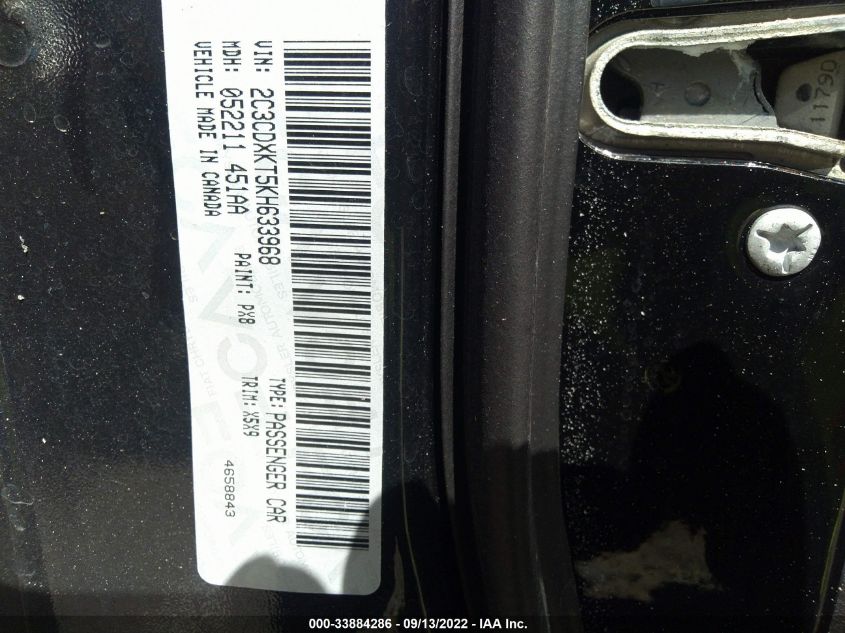 VIN: 2C3CDXKT5KH633968
MDH: 052211 451AA
VEHICLE MADE IN CANADA
PAINT: PX8
TYPE: PASSENGER CAR
TRIM: X5X9
4658843
11790
000-33884286 - 09/13/2022 - IAA Inc.